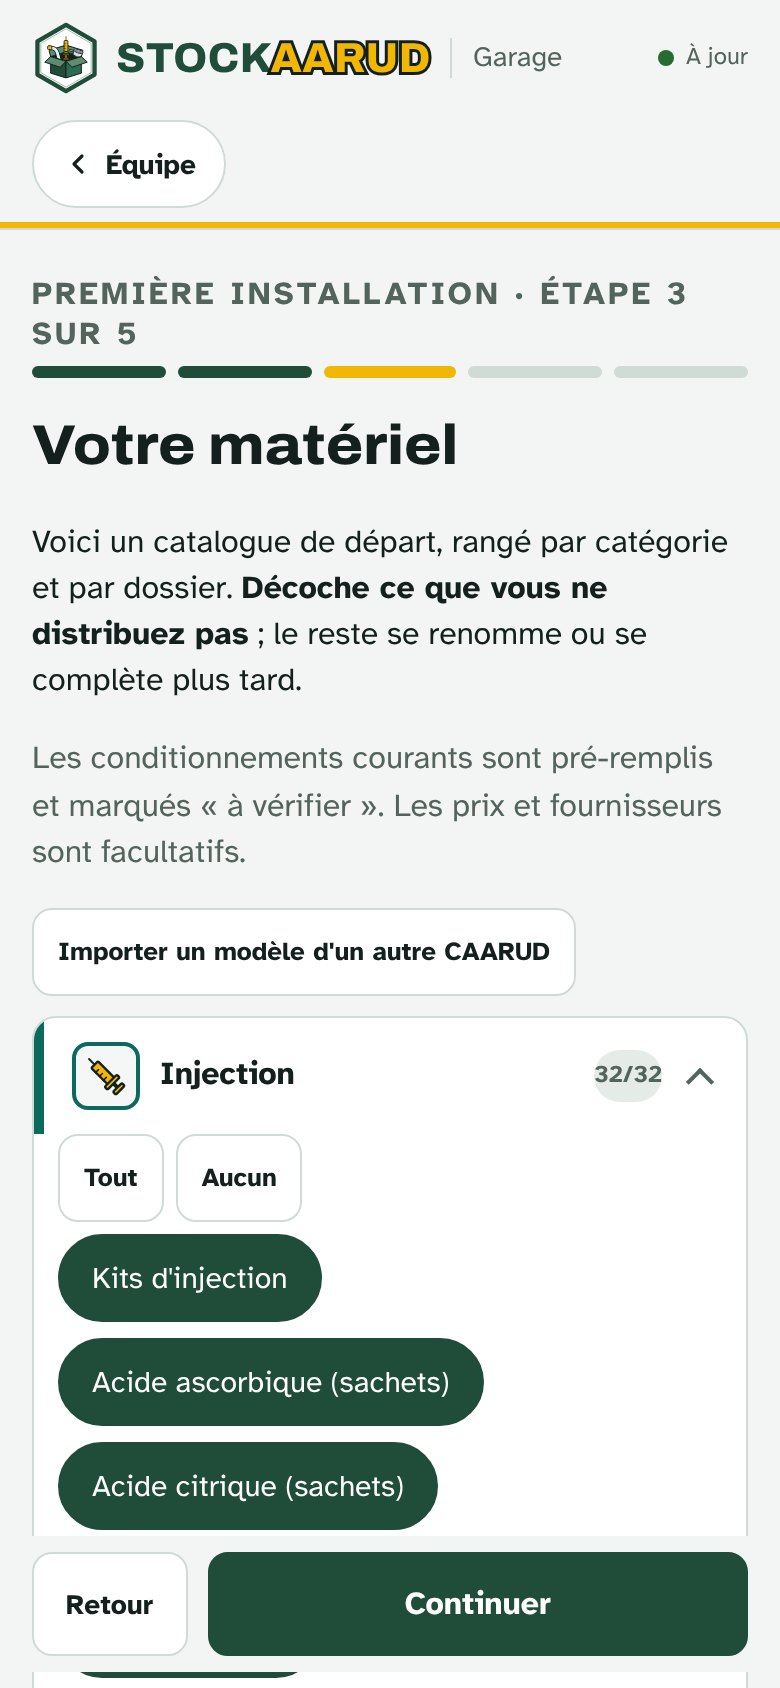 STOCKAARUD
Garage
À jour
Équipe
PREMIÈRE INSTALLATION · ÉTAPE 3
SUR 5
Votre matériel
Voici un catalogue de départ, rangé par catégorie
et par dossier. Décoche ce que vous ne
distribuez pas ; le reste se renomme ou se
complète plus tard.
Les conditionnements courants sont pré-remplis
et marqués « à vérifier ». Les prix et fournisseurs
sont facultatifs.
Importer un modèle d'un autre CAARUD
Injection
32/32
Tout
Aucun
Kits d'injection
Acide ascorbique (sachets)
Acide citrique (sachets)
Retour
Continuer